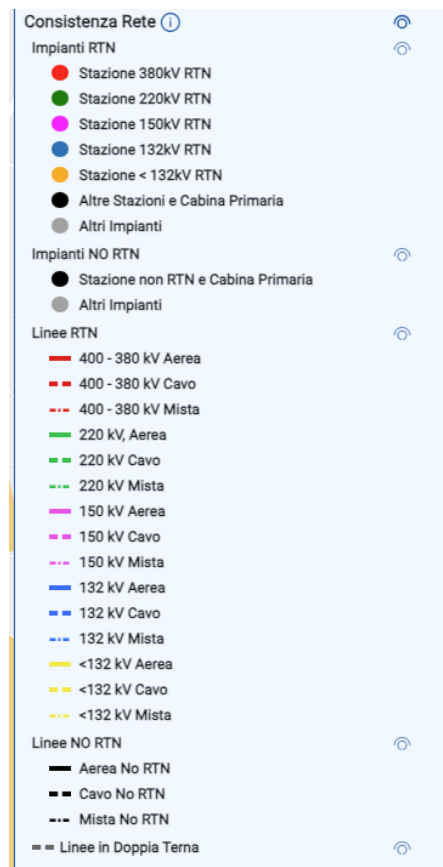 Consistenza Rete
Impianti RTN
Stazione 380kV RTN
Stazione 220kV RTN
Stazione 150kV RTN
Stazione 132kV RTN
Stazione < 132kV RTN
Altre Stazioni e Cabina Primaria
Altri Impianti
Impianti NO RTN
Stazione non RTN e Cabina Primaria
Altri Impianti
Linee RTN
400 - 380 kV Aerea
400 - 380 kV Cavo
400 - 380 kV Mista
220 kV, Aerea
220 kV Cavo
220 kV Mista
150 kV Aerea
150 kV Cavo
150 kV Mista
132 kV Aerea
132 kV Cavo
132 kV Mista
<132 kV Aerea
<132 kV Cavo
<132 kV Mista
Linee NO RTN
Aerea No RTN
Cavo No RTN
Mista No RTN
Linee in Doppia Terna